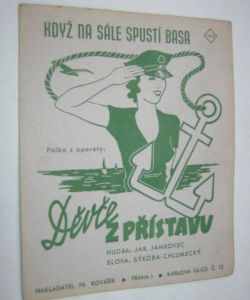 KDYŽ NA SÁLE SPUSTÍ BASA
Polka z operety:
Děvče
Z PŘÍSTAVU
HUDBA: JAR. JANKOVEC
SLOVA: SÝKORA-CHLUMECKÝ
NAKLADATEL FR. KOVÁŘÍK • PRAHA I • KARLOVA ULICE Č. 12